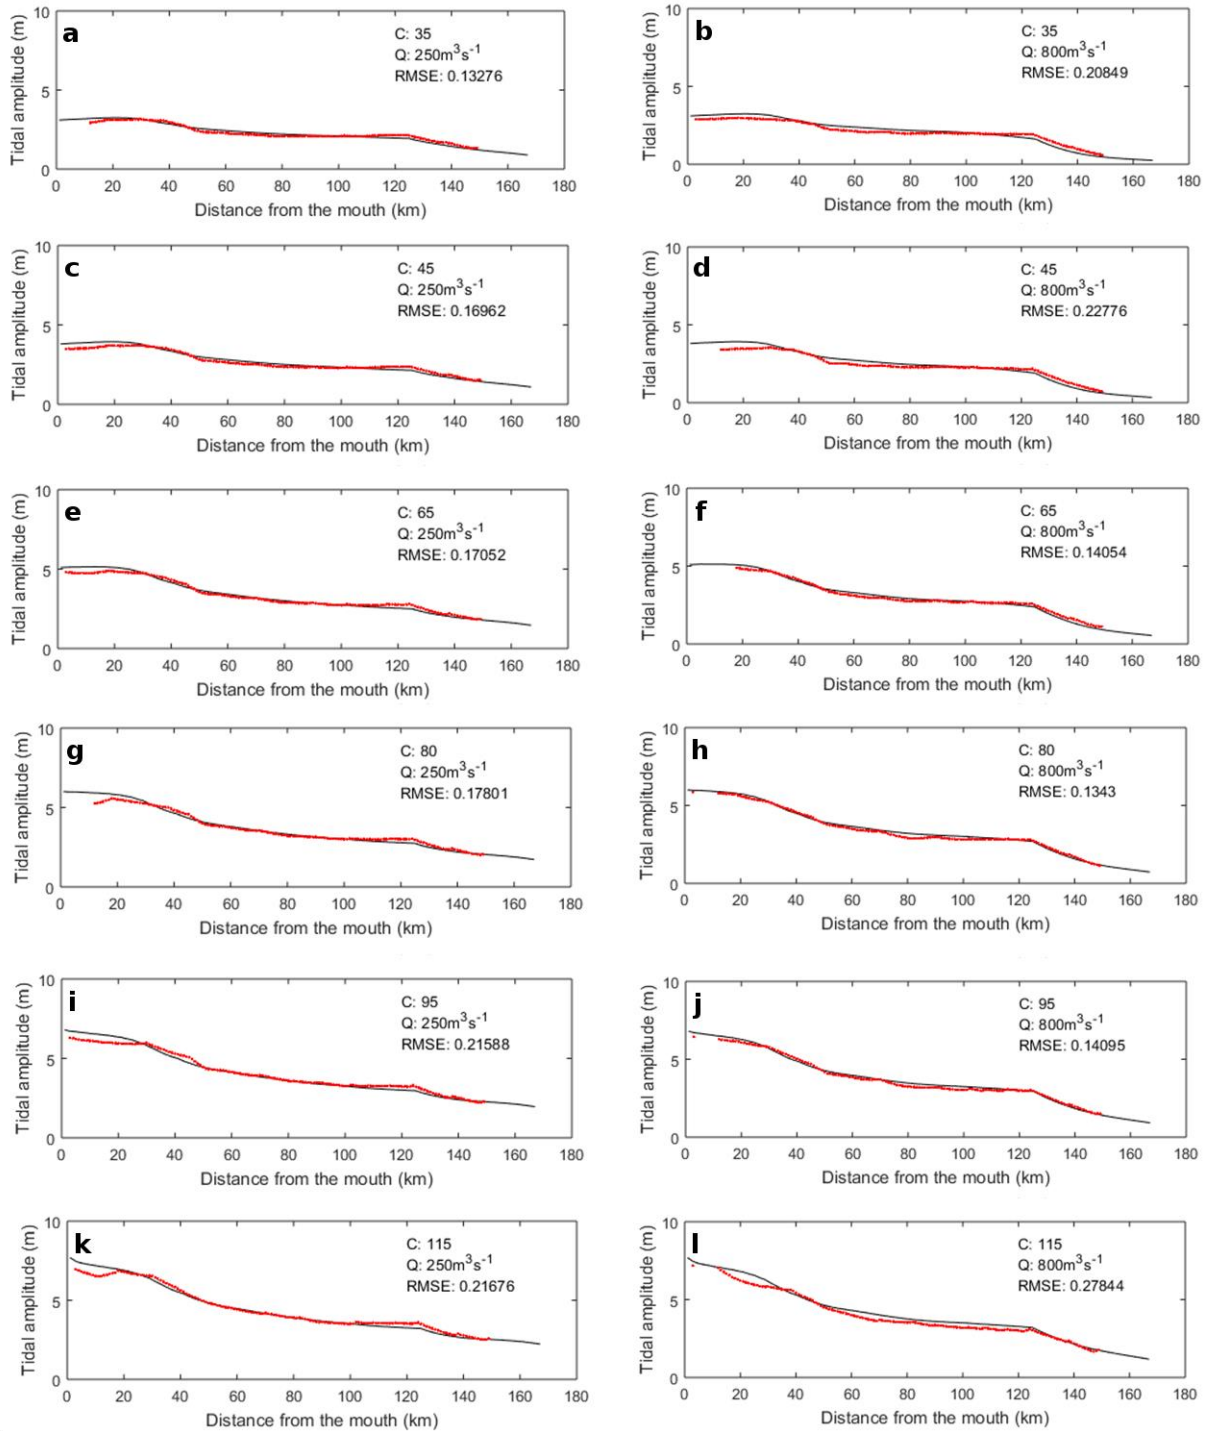 a
C: 35
Q: 250m³s⁻¹
RMSE: 0.13276
Tidal amplitude (m)
10
5
0
0 20 40 60 80 100 120 140 160 180
Distance from the mouth (km)
b
C: 35
Q: 800m³s⁻¹
RMSE: 0.20849
Tidal amplitude (m)
10
5
0
0 20 40 60 80 100 120 140 160 180
Distance from the mouth (km)
c
C: 45
Q: 250m³s⁻¹
RMSE: 0.16962
Tidal amplitude (m)
10
5
0
0 20 40 60 80 100 120 140 160 180
Distance from the mouth (km)
d
C: 45
Q: 800m³s⁻¹
RMSE: 0.22776
Tidal amplitude (m)
10
5
0
0 20 40 60 80 100 120 140 160 180
Distance from the mouth (km)
e
C: 65
Q: 250m³s⁻¹
RMSE: 0.17052
Tidal amplitude (m)
10
5
0
0 20 40 60 80 100 120 140 160 180
Distance from the mouth (km)
f
C: 65
Q: 800m³s⁻¹
RMSE: 0.14054
Tidal amplitude (m)
10
5
0
0 20 40 60 80 100 120 140 160 180
Distance from the mouth (km)
g
C: 80
Q: 250m³s⁻¹
RMSE: 0.17801
Tidal amplitude (m)
10
5
0
0 20 40 60 80 100 120 140 160 180
Distance from the mouth (km)
h
C: 80
Q: 800m³s⁻¹
RMSE: 0.1343
Tidal amplitude (m)
10
5
0
0 20 40 60 80 100 120 140 160 180
Distance from the mouth (km)
i
C: 95
Q: 250m³s⁻¹
RMSE: 0.21588
Tidal amplitude (m)
10
5
0
0 20 40 60 80 100 120 140 160 180
Distance from the mouth (km)
j
C: 95
Q: 800m³s⁻¹
RMSE: 0.14095
Tidal amplitude (m)
10
5
0
0 20 40 60 80 100 120 140 160 180
Distance from the mouth (km)
k
C: 115
Q: 250m³s⁻¹
RMSE: 0.21676
Tidal amplitude (m)
10
5
0
0 20 40 60 80 100 120 140 160 180
Distance from the mouth (km)
l
C: 115
Q: 800m³s⁻¹
RMSE: 0.27844
Tidal amplitude (m)
10
5
0
0 20 40 60 80 100 120 140 160 180
Distance from the mouth (km)